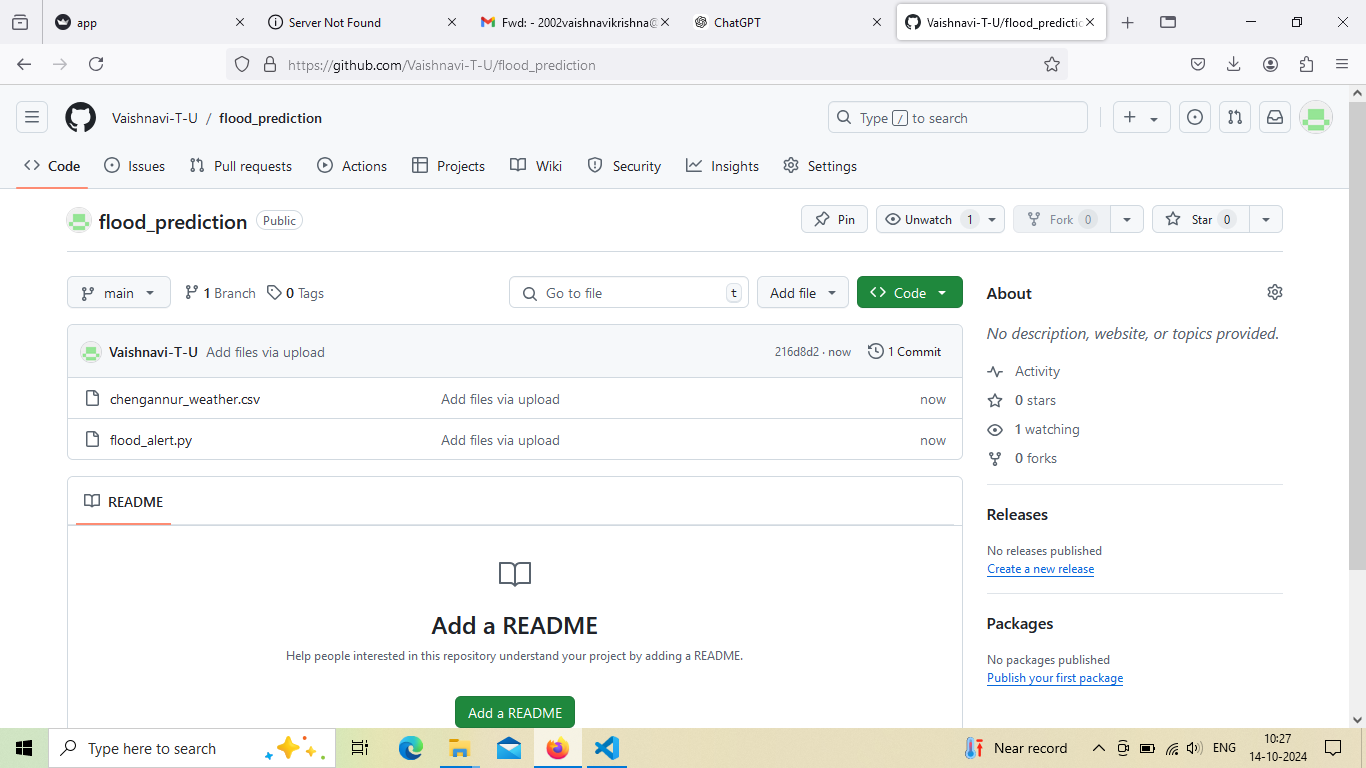 app
Server Not Found
Fwd: - 2002vaishnavikrishna@
ChatGPT
Vaishnavi-T-U/flood_predictic
https://github.com/Vaishnavi-T-U/flood_prediction
Vaishnavi-T-U / flood_prediction
Type / to search
Code
Issues
Pull requests
Actions
Projects
Wiki
Security
Insights
Settings
flood_prediction Public
Pin
Unwatch 1
Fork 0
Star 0
main
1 Branch
0 Tags
Go to file t
Add file
Code
Vaishnavi-T-U Add files via upload 216d8d2 · now 1 Commit
chengannur_weather.csv Add files via upload now
flood_alert.py Add files via upload now
README
Add a README
Help people interested in this repository understand your project by adding a README.
Add a README
About
No description, website, or topics provided.
Activity
0 stars
1 watching
0 forks
Releases
No releases published
Create a new release
Packages
No packages published
Publish your first package
Type here to search
Near record
ENG
10:27
14-10-2024